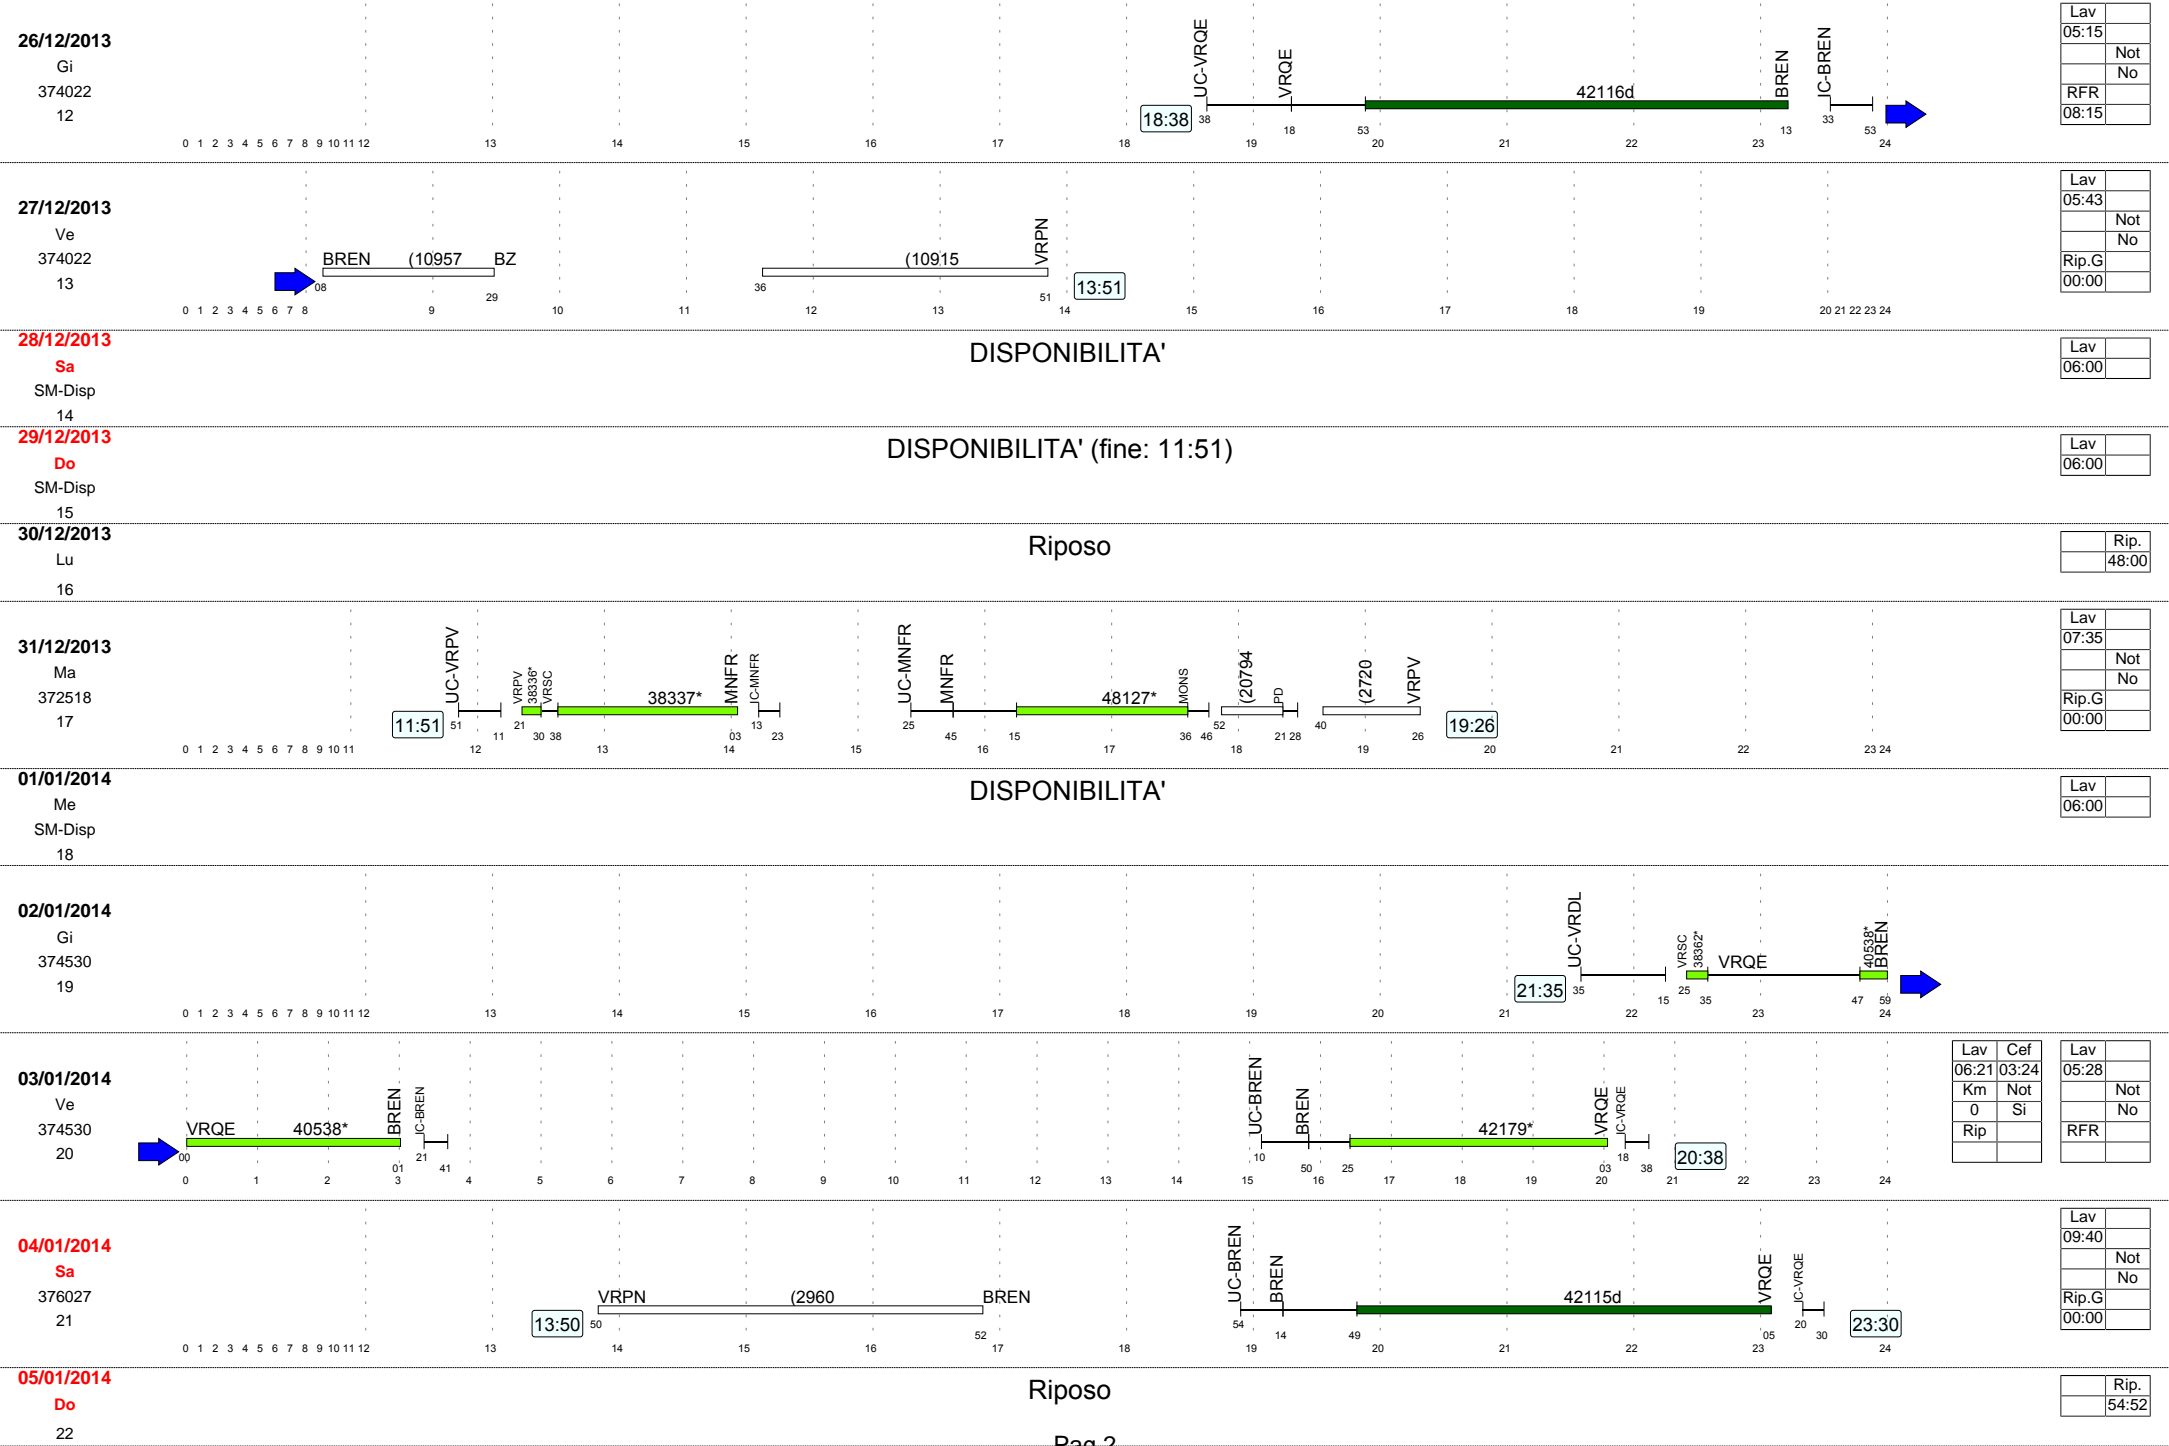 26/12/2013
Gi
374022
12
18:38
UC-VRQE
VRQE
42116d
BREN
IC-BREN
38 18 53 13 33 53
0 1 2 3 4 5 6 7 8 9 10 11 12 13 14 15 16 17 18 19 20 21 22 23 24
Lav
05:15
Not
No
RFR
08:15
27/12/2013
Ve
374022
13
BREN (10957 BZ
(10915
VRPN
13:51
08 29 36 51
0 1 2 3 4 5 6 7 8 9 10 11 12 13 14 15 16 17 18 19 20 21 22 23 24
Lav
05:43
Not
No
Rip.G
00:00
28/12/2013
Sa
SM-Disp
14
DISPONIBILITA'
Lav
06:00
29/12/2013
Do
SM-Disp
15
DISPONIBILITA' (fine: 11:51)
Lav
06:00
30/12/2013
Lu
16
Riposo
Rip.
48:00
31/12/2013
Ma
372518
17
11:51
UC-VRPV
VRPV
38336*
VRSC
38337*
MNFR
IC-MNFR
UC-MNFR
MNFR
48127*
MONS
(20794
PD
(2720
VRPV
19:26
51 11 21 30 38 03 13 23 25 45 15 36 46 52 21 28 40 26
0 1 2 3 4 5 6 7 8 9 10 11 12 13 14 15 16 17 18 19 20 21 22 23 24
Lav
07:35
Not
No
Rip.G
00:00
01/01/2014
Me
SM-Disp
18
DISPONIBILITA'
Lav
06:00
02/01/2014
Gi
374530
19
21:35
UC-VRDL
VRSC
38362*
VRQE
40538*
BREN
35 15 25 35 47 59
0 1 2 3 4 5 6 7 8 9 10 11 12 13 14 15 16 17 18 19 20 21 22 23 24
03/01/2014
Ve
374530
20
VRQE 40538*
BREN
IC-BREN
UC-BREN
BREN
42179*
VRQE
IC-VRQE
20:38
00 01 21 41 10 50 25 03 18 38
0 1 2 3 4 5 6 7 8 9 10 11 12 13 14 15 16 17 18 19 20 21 22 23 24
Lav Cef
06:21 03:24
Km Not
0 Si
Rip
Lav
05:28
Not
No
RFR
04/01/2014
Sa
376027
21
13:50
VRPN (2960 BREN
UC-BREN
BREN
42115d
VRQE
IC-VRQE
23:30
50 52 54 14 49 05 20 30
0 1 2 3 4 5 6 7 8 9 10 11 12 13 14 15 16 17 18 19 20 21 22 23 24
Lav
09:40
Not
No
Rip.G
00:00
05/01/2014
Do
22
Riposo
Rip.
54:52
Pag.2